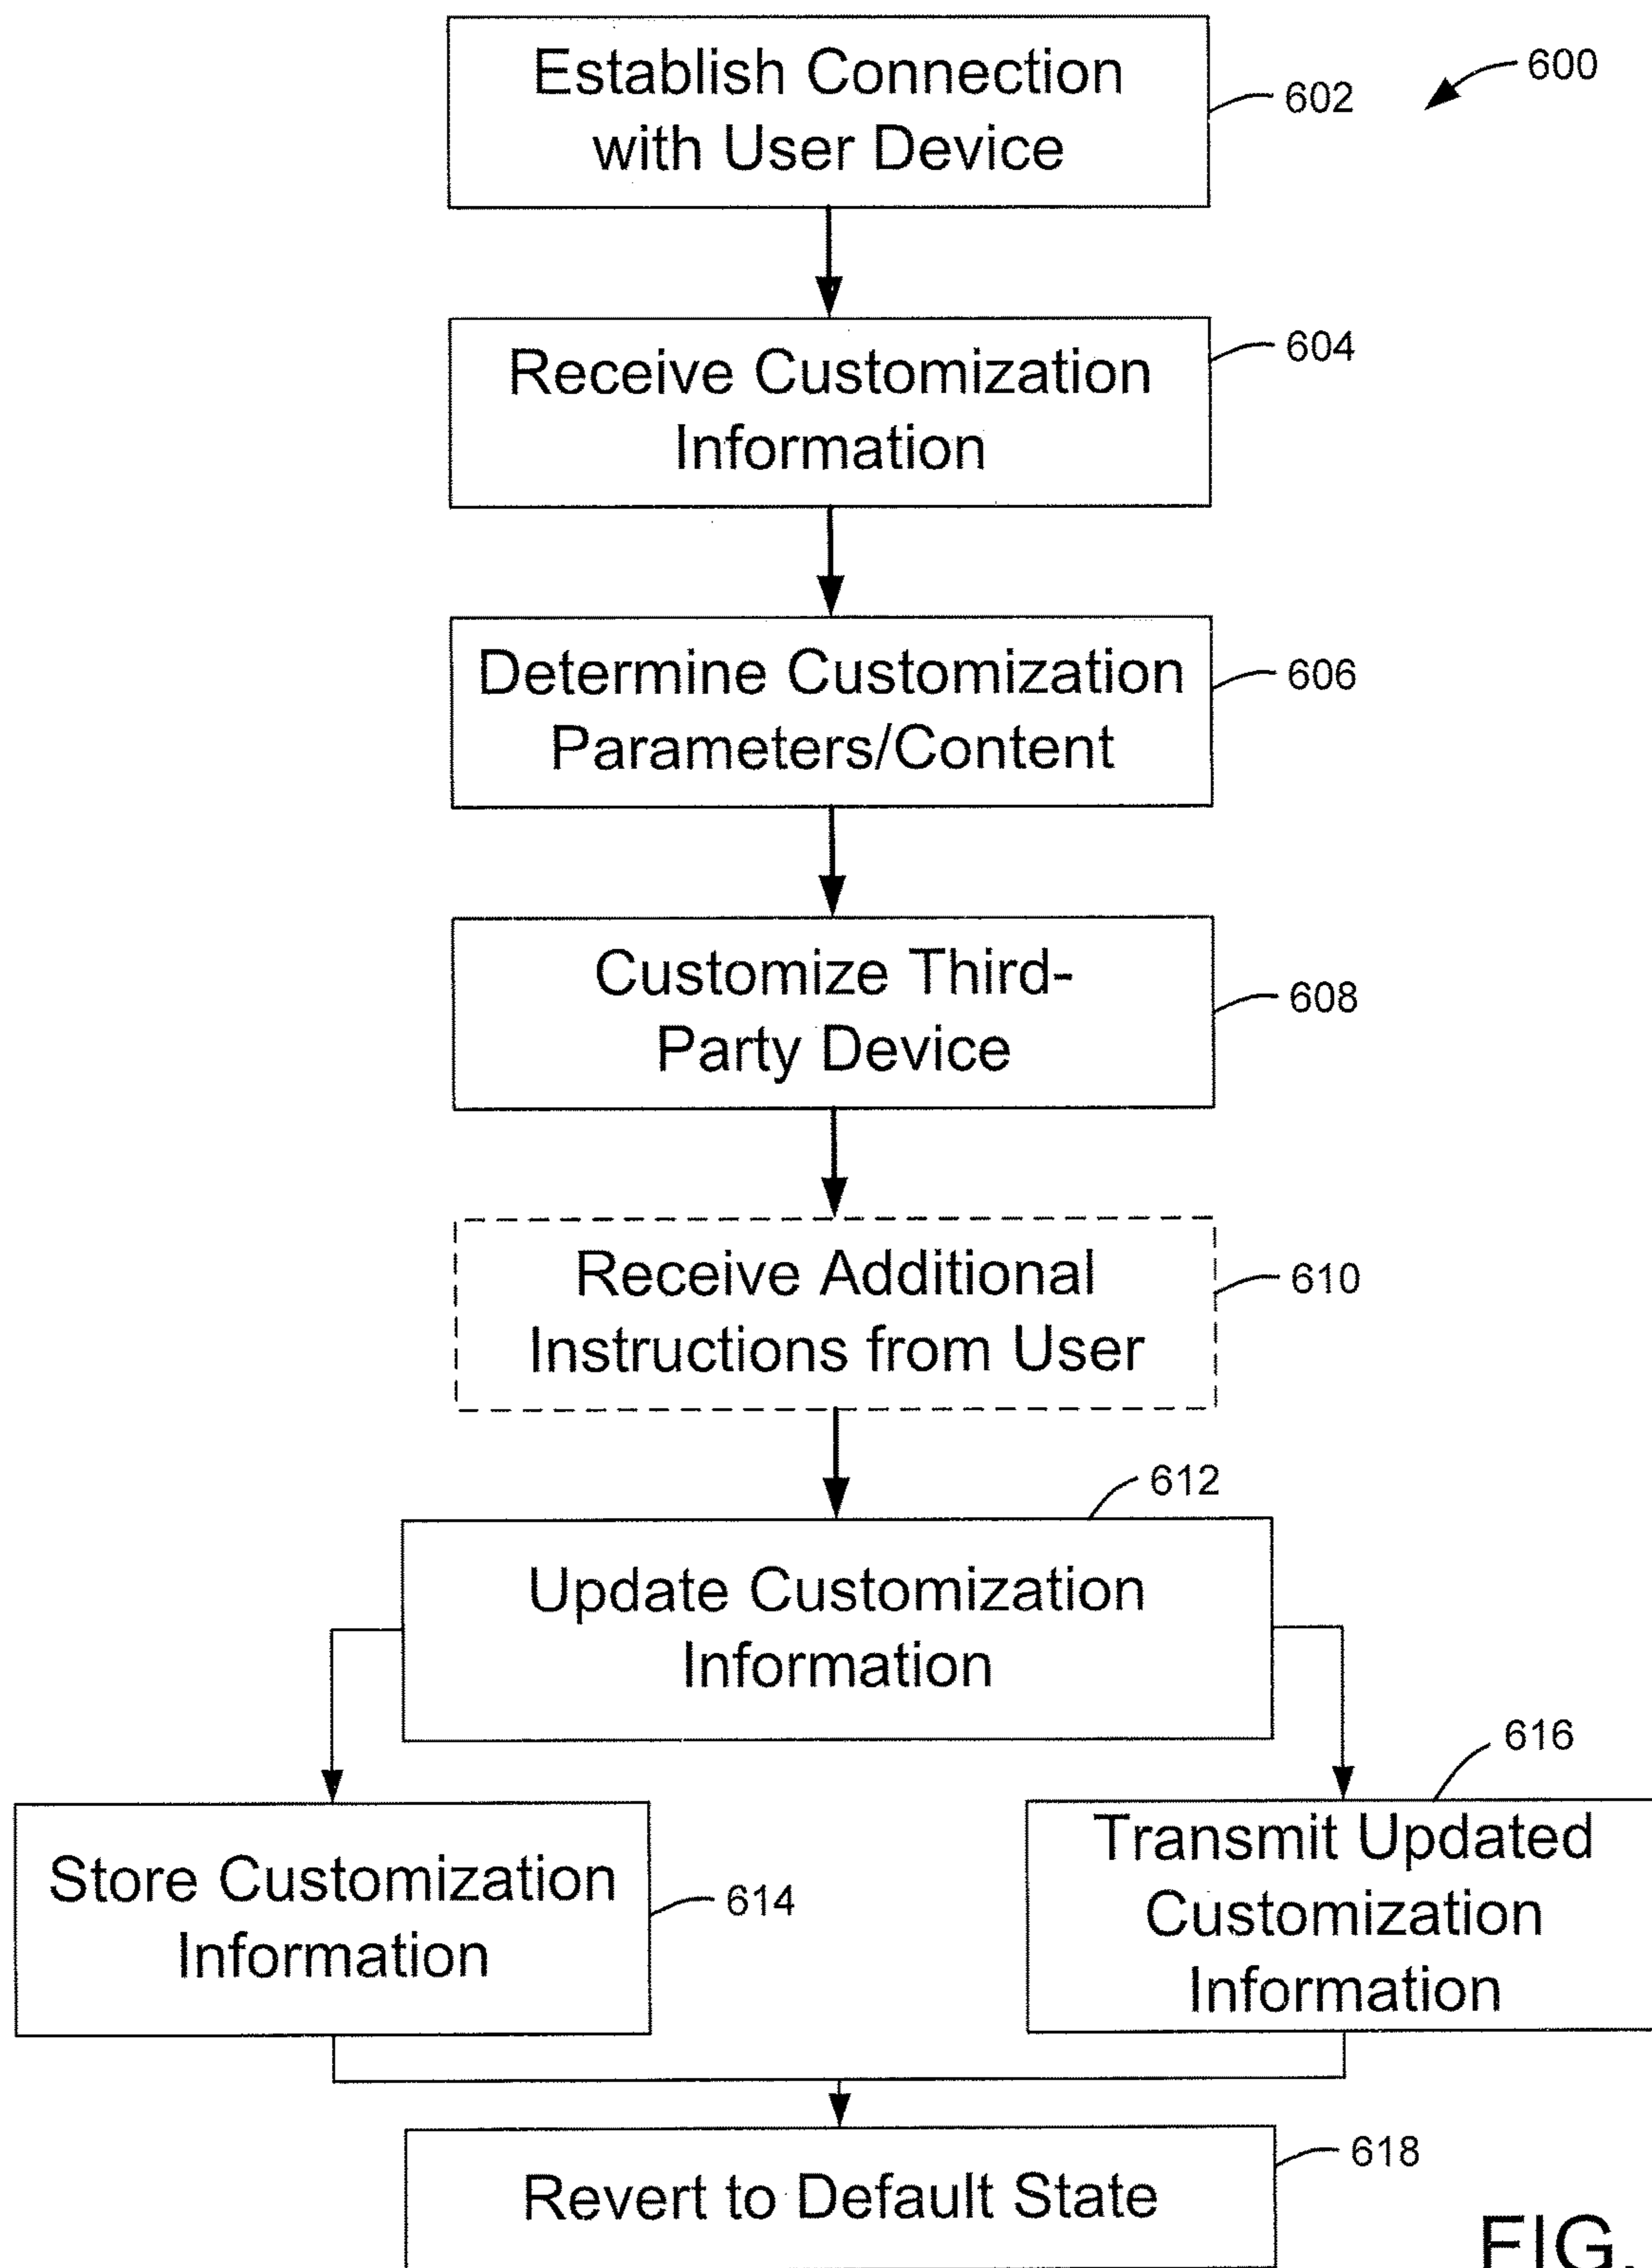 Establish Connection
with User Device
602
600
Receive Customization
Information
604
Determine Customization
Parameters/Content
606
Customize Third-
Party Device
608
Receive Additional
Instructions from User
610
612
Update Customization
Information
616
Store Customization
Information
614
Transmit Updated
Customization
Information
618
Revert to Default State
FIG.